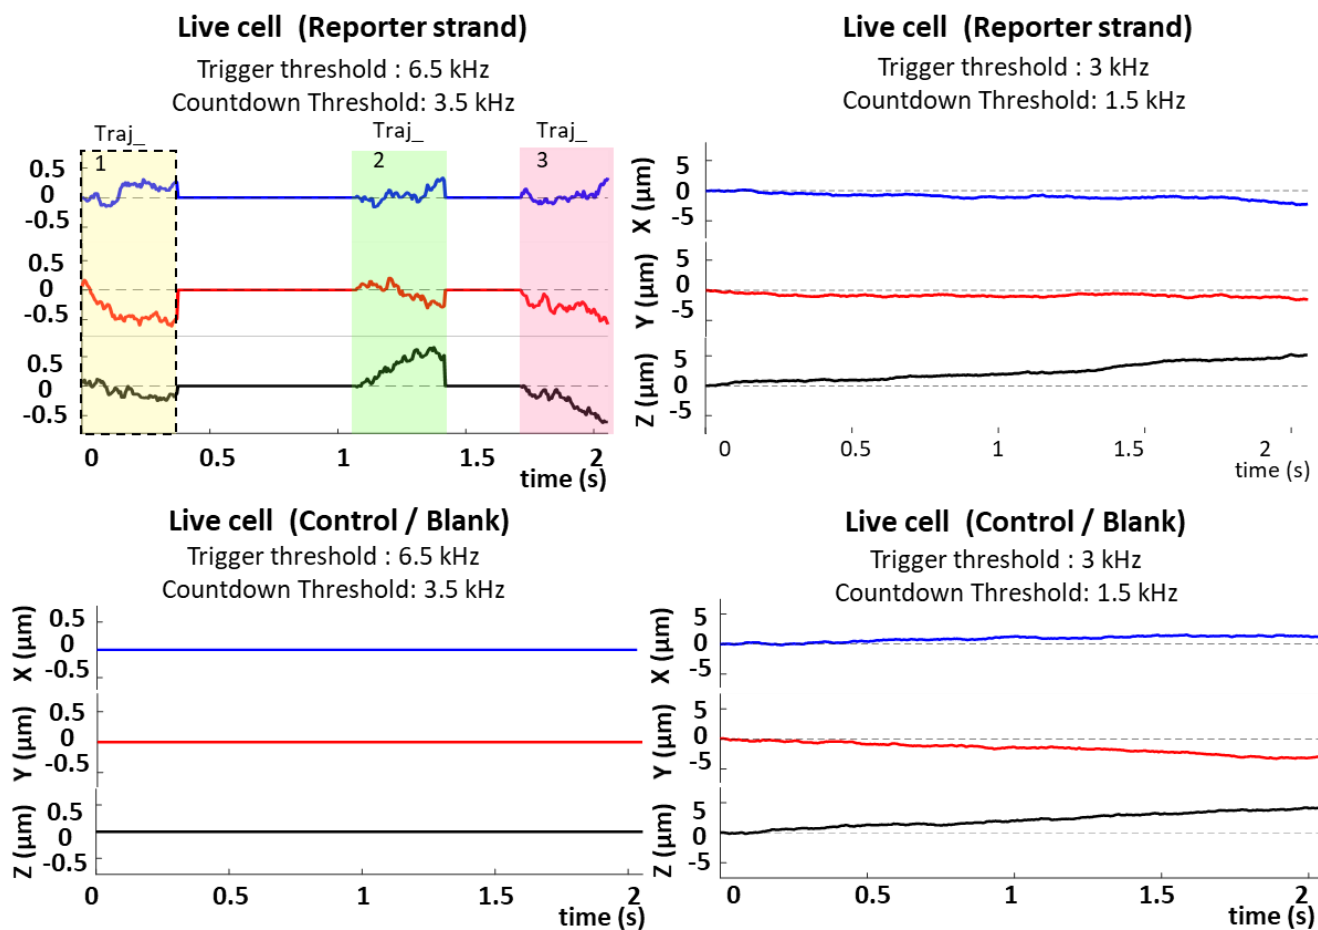 Live cell (Reporter strand)
Trigger threshold : 6.5 kHz
Countdown Threshold: 3.5 kHz
Traj_
1
Traj_
2
Traj_
3
0.5
0
-0.5
0.5
0
-0.5
0.5
0
-0.5
0 0.5 1 1.5 2
time (s)
Live cell (Reporter strand)
Trigger threshold : 3 kHz
Countdown Threshold: 1.5 kHz
X (μm)
5
0
-5
Y (μm)
5
0
-5
Z (μm)
5
0
-5
0 0.5 1 1.5 2
time (s)
Live cell (Control / Blank)
Trigger threshold : 6.5 kHz
Countdown Threshold: 3.5 kHz
X (μm)
0.5
0
-0.5
Y (μm)
0.5
0
-0.5
Z (μm)
0.5
0
-0.5
0 0.5 1 1.5 2
time (s)
Live cell (Control / Blank)
Trigger threshold : 3 kHz
Countdown Threshold: 1.5 kHz
X (μm)
5
0
-5
Y (μm)
5
0
-5
Z (μm)
5
0
-5
0 0.5 1 1.5 2
time (s)